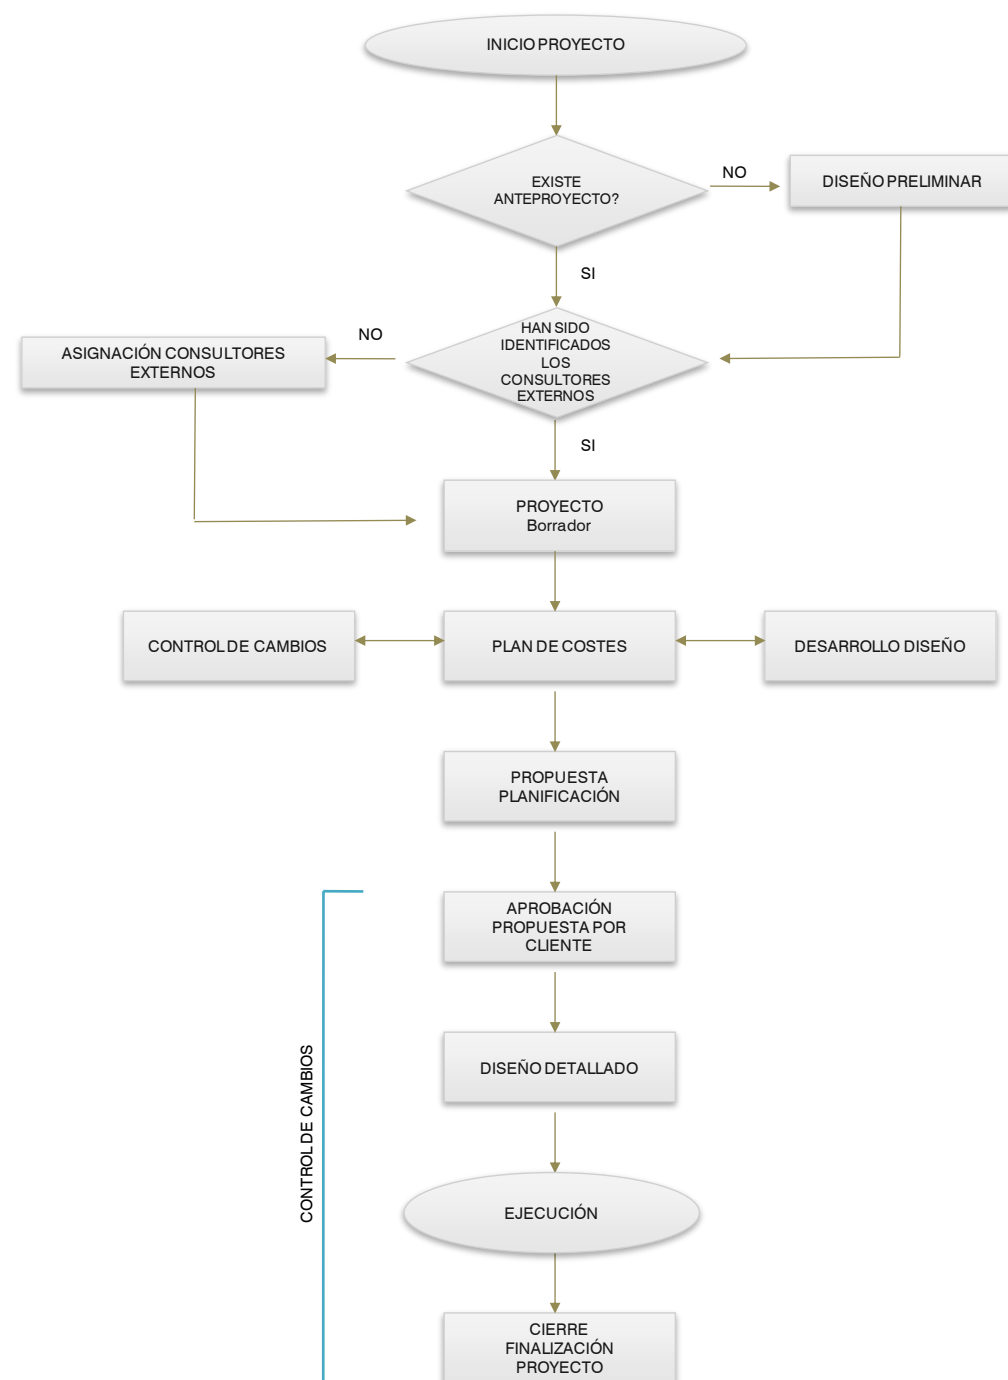 INICIO PROYECTO
EXISTE
ANTEPROYECTO?
NO
DISEÑO PRELIMINAR
SI
HAN SIDO
IDENTIFICADOS
LOS
CONSULTORES
EXTERNOS
NO
ASIGNACIÓN CONSULTORES
EXTERNOS
SI
PROYECTO
Borrador
CONTROL DE CAMBIOS
PLAN DE COSTES
DESARROLLO DISEÑO
PROPUESTA
PLANIFICACIÓN
APROBACIÓN
PROPUESTA POR
CLIENTE
DISEÑO DETALLADO
CONTROL DE CAMBIOS
EJECUCIÓN
CIERRE
FINALIZACIÓN
PROYECTO